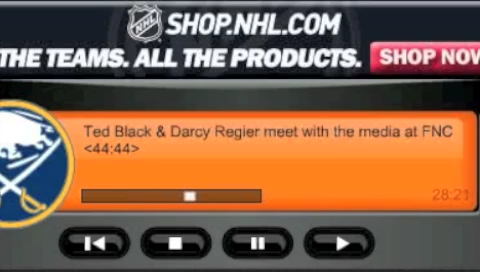 SHOP.NHL.COM
THE TEAMS. ALL THE PRODUCTS. SHOP NOW
Ted Black & Darcy Regier meet with the media at FNC
<44:44>
28:21